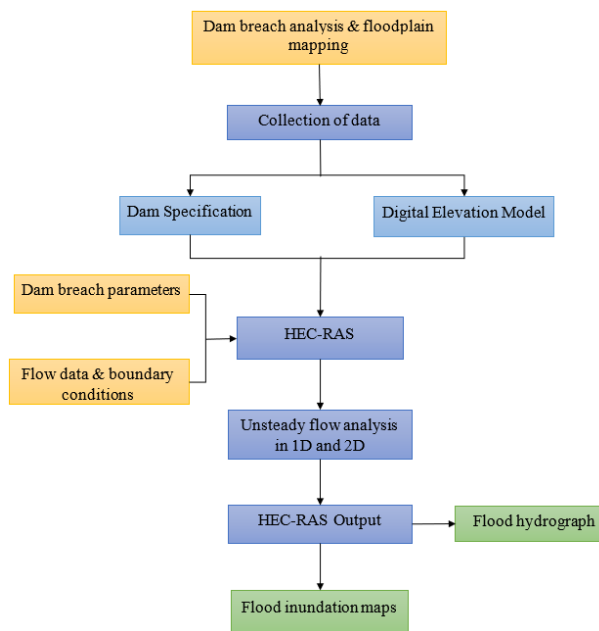 Dam breach analysis & floodplain
mapping
Collection of data
Dam Specification
Digital Elevation Model
Dam breach parameters
HEC-RAS
Flow data & boundary
conditions
Unsteady flow analysis
in 1D and 2D
HEC-RAS Output
Flood hydrograph
Flood inundation maps